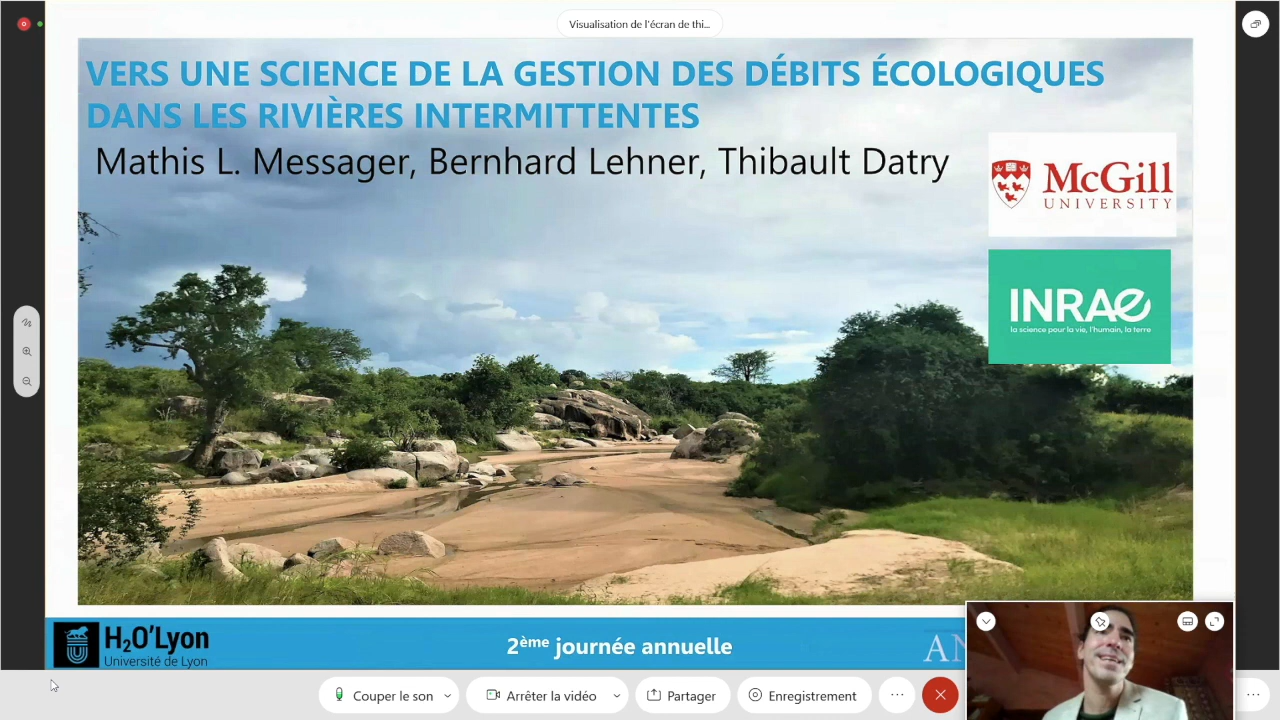 Visualisation de l'écran de thi...
VERS UNE SCIENCE DE LA GESTION DES DÉBITS ÉCOLOGIQUES
DANS LES RIVIÈRES INTERMITTENTES
Mathis L. Messager, Bernhard Lehner, Thibault Datry
McGill
UNIVERSITY
INRAE
la science pour la vie, l'humain, la terre
H2O'Lyon
Université de Lyon
2ème journée annuelle
AN
Couper le son
Arrêter la vidéo
Partager
Enregistrement